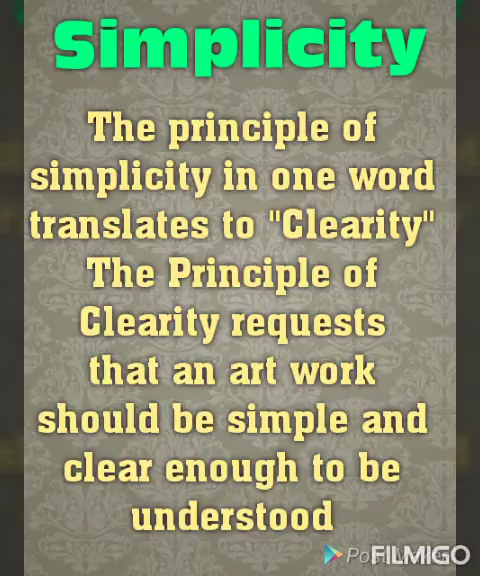 Simplicity
The principle of
simplicity in one word
translates to "Clearity"
The Principle of
Clearity requests
that an art work
should be simple and
clear enough to be
understood
FILMIGO